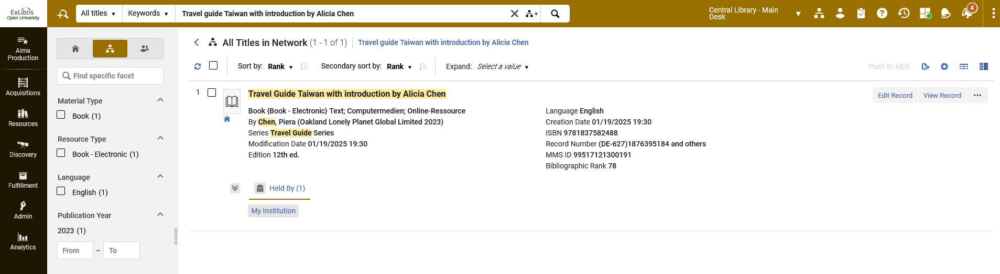 ExLibris
Open University
All titles
Keywords
Travel guide Taiwan with introduction by Alicia Chen
Central Library - Main
Desk
4
Alma
Production
Acquisitions
Resources
Discovery
Fulfillment
Admin
Analytics
Find specific facet
Material Type
Book (1)
Resource Type
Book - Electronic (1)
Language
English (1)
Publication Year
2023 (1)
From – To
All Titles in Network (1 - 1 of 1) Travel guide Taiwan with introduction by Alicia Chen
Sort by: Rank Secondary sort by: Rank Expand: Select a value Push to MDE
1 Travel Guide Taiwan with introduction by Alicia Chen
Edit Record View Record
Book {Book - Electronic} Text; Computermedien; Online-Ressource
By Chen, Piera (Oakland Lonely Planet Global Limited 2023)
Series Travel Guide Series
Modification Date 01/19/2025 19:30
Edition 12th ed.
Language English
Creation Date 01/19/2025 19:30
ISBN 9781837582488
Record Number (DE-627)1876395184 and others
MMS ID 99517121300191
Bibliographic Rank 78
Held By (1)
My Institution